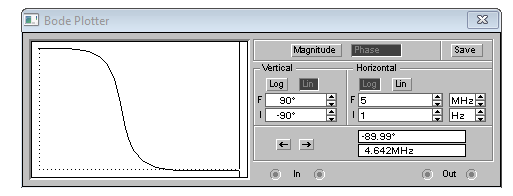 Bode Plotter
Magnitude Phase Save
Vertical Horizontal
Log Lin Log Lin
F 90° F 5 MHz
I -90° I 1 Hz
← → -89.99°
4.642MHz
In Out